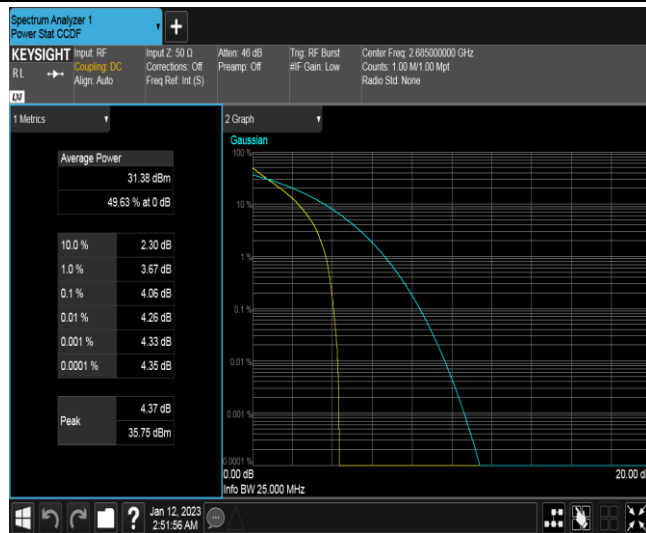 Spectrum Analyzer 1
Power Stat CCDF
+
KEYSIGHT
RL
Input: RF
Coupling: DC
Align: Auto
Input Z: 50 Ω
Corrections: Off
Freq Ref: Int (S)
Atten: 46 dB
Preamp: Off
Trig: RF Burst
#IF Gain: Low
Center Freq: 2.685000000 GHz
Counts: 1.00 M/1.00 Mpt
Radio Std: None
LXI
1 Metrics
Average Power
31.38 dBm
49.63 % at 0 dB
10.0 % 2.30 dB
1.0 % 3.67 dB
0.1 % 4.06 dB
0.01 % 4.26 dB
0.001 % 4.33 dB
0.0001 % 4.35 dB
Peak
4.37 dB
35.75 dBm
2 Graph
Gaussian
100 %
10 %
1 %
0.1 %
0.01 %
0.001 %
0.0001 %
0.00 dB
20.00 d
Info BW 25.000 MHz
?
Jan 12, 2023
2:51:56 AM